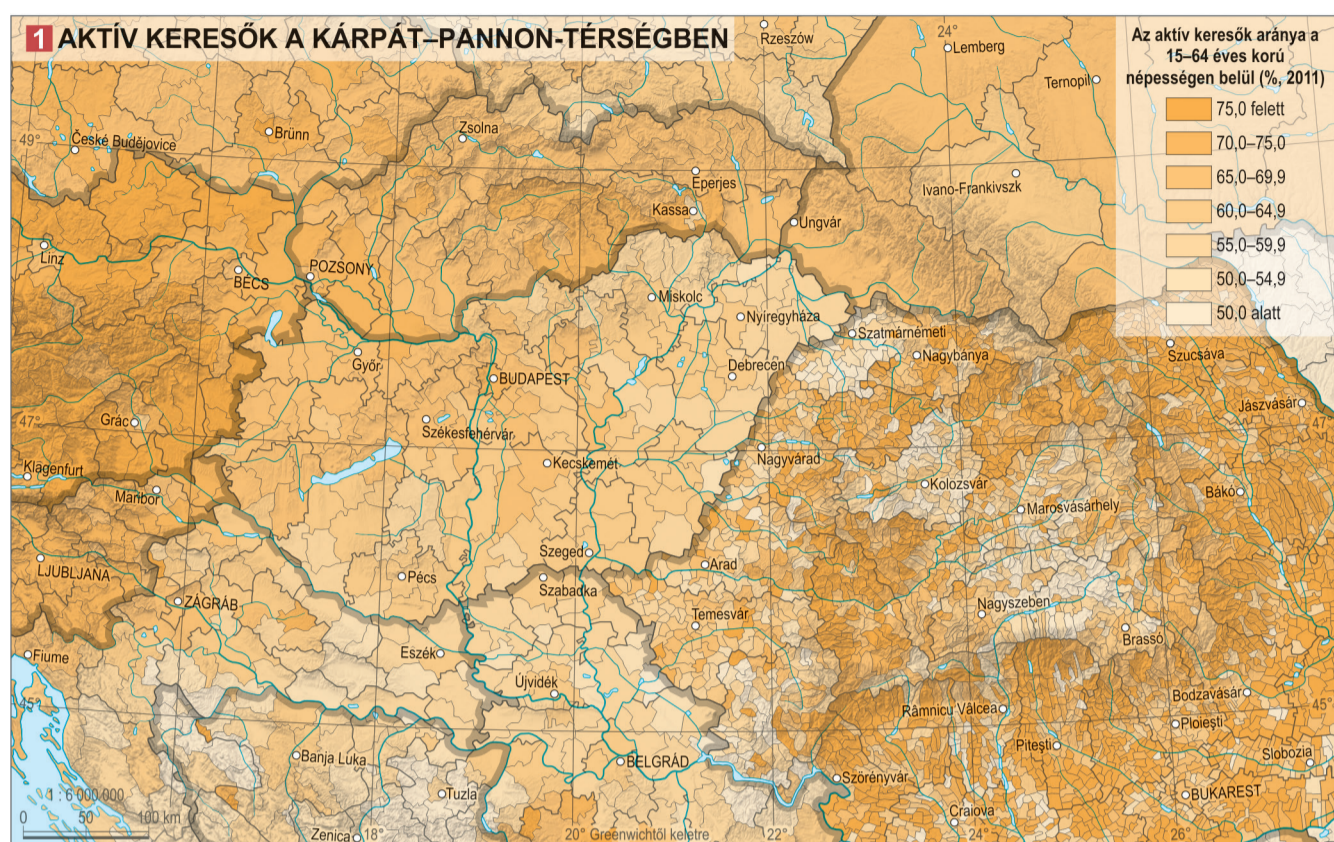 1 AKTÍV KERESŐK A KÁRPÁT–PANNON-TÉRSÉGBEN
Az aktív keresők aránya a
15–64 éves korú
népességen belül (%, 2011)
75,0 felett
70,0–75,0
65,0–69,9
60,0–64,9
55,0–59,9
50,0–54,9
50,0 alatt
Rzeszów
24°
Lemberg
Ternopil
Brünn
Zsolna
49°
České Budějovice
Eperjes
Ivano-Frankivszk
Kassa
Ungvár
Linz
BÉCS
POZSONY
Miskolc
Nyíregyháza
Szatmárnémeti
Nagybánya
Szucsáva
Győr
BUDAPEST
Debrecen
Jászvásár
47°
Grác
47°
Székesfehérvár
Klagenfurt
Kecskemét
Nagyvárad
Maribor
Kolozsvár
Bákó
Marosvásárhely
LJUBLJANA
Szeged
Arad
Pécs
Szabadka
ZÁGRÁB
Temesvár
Nagyszeben
Brassó
Fiume
Eszék
Újvidék
45°
Râmnicu Vâlcea
Bodzavásár
45°
Ploiești
Pitești
Banja Luka
BELGRÁD
Slobozia
Szörényvár
1 : 6 000 000
Tuzla
BUKAREST
0 50 100 km
Craiova
Zenica
18°
20°
Greenwichtől keletre
22°
24°
26°